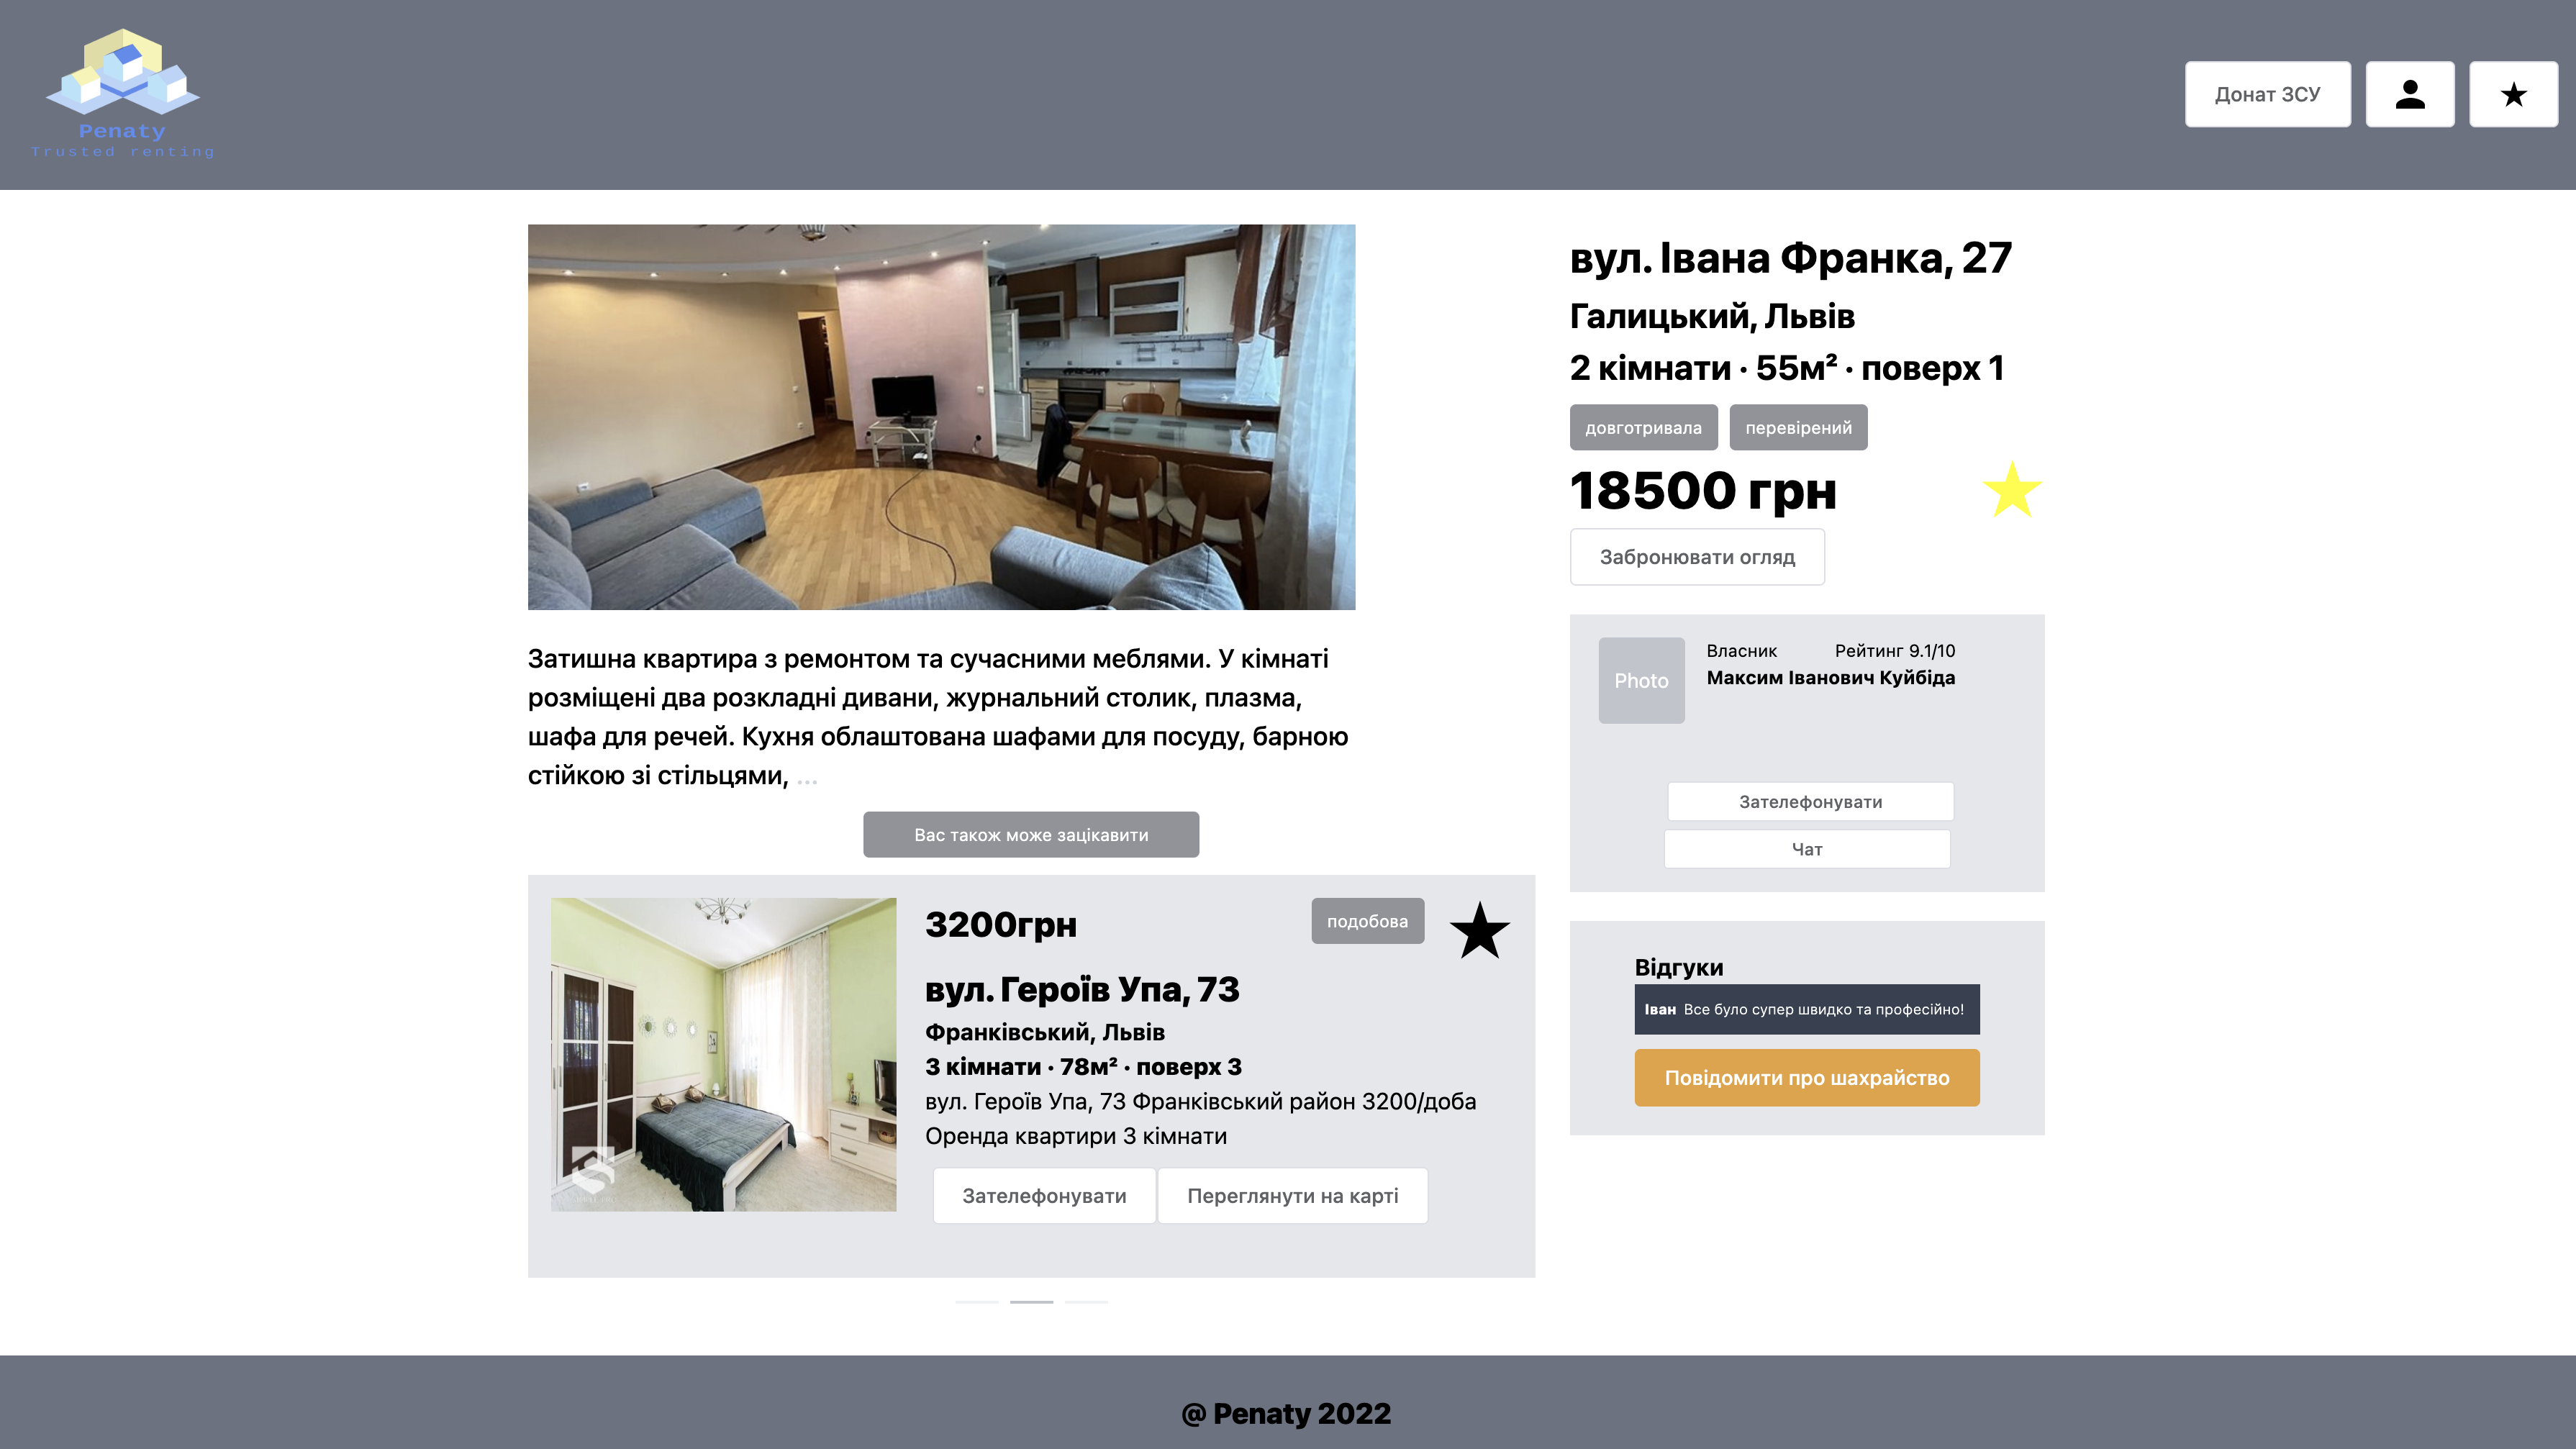 Penaty
Trusted renting
Донат ЗСУ
вул. Івана Франка, 27
Галицький, Львів
2 кімнати · 55м² · поверх 1
довготривала
перевірений
18500 грн
Забронювати огляд
Photo
Власник
Рейтинг 9.1/10
Максим Іванович Куйбіда
Зателефонувати
Чат
Відгуки
Іван Все було супер швидко та професійно!
Повідомити про шахрайство
Затишна квартира з ремонтом та сучасними меблями. У кімнаті
розміщені два розкладні дивани, журнальний столик, плазма,
шафа для речей. Кухня облаштована шафами для посуду, барною
стійкою зі стільцями, ...
Вас також може зацікавити
3200грн
подобова
вул. Героїв Упа, 73
Франківський, Львів
3 кімнати · 78м² · поверх 3
вул. Героїв Упа, 73 Франківський район 3200/доба
Оренда квартири 3 кімнати
Зателефонувати
Переглянути на карті
@ Penaty 2022